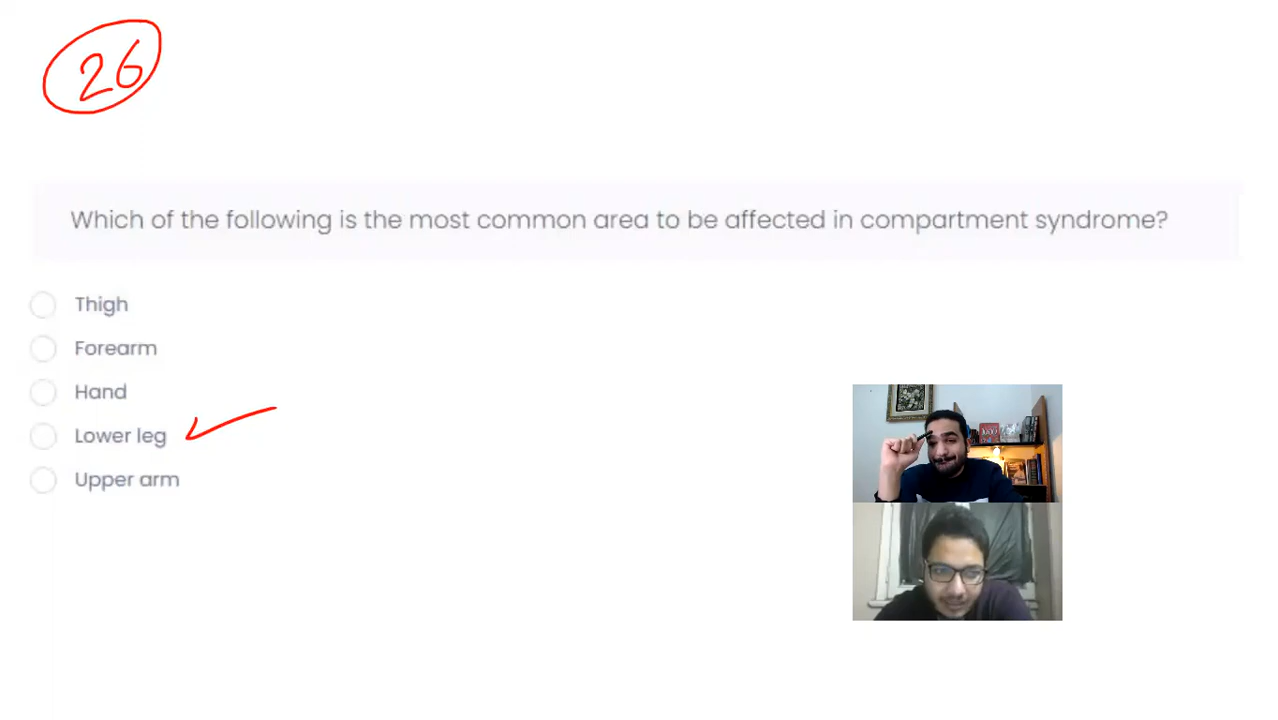 26
Which of the following is the most common area to be affected in compartment syndrome?
Thigh
Forearm
Hand
Lower leg
Upper arm